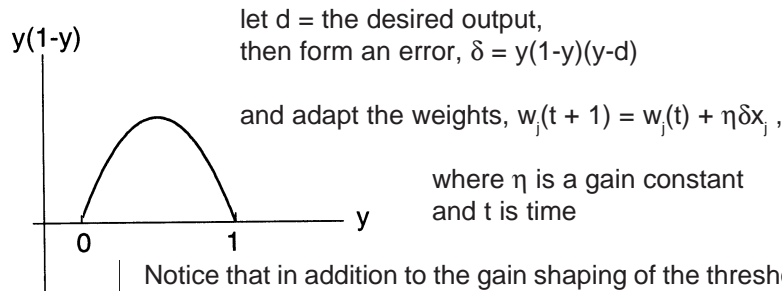 let d = the desired output,
y(1-y)
then form an error, δ = y(1-y)(y-d)
and adapt the weights, wⱼ(t + 1) = wⱼ(t) + ηδxⱼ ,
where η is a gain constant
and t is time
y
0 1
Notice that in addition to the gain shaping of the